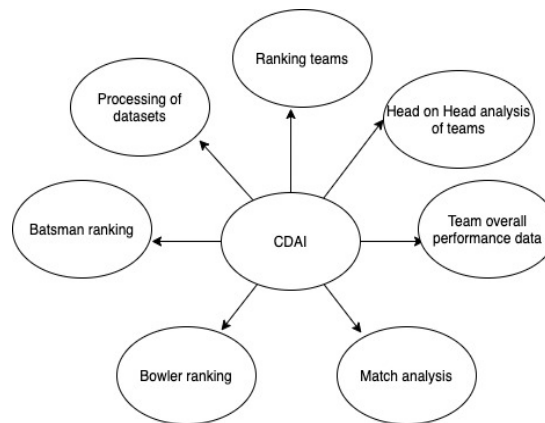 Ranking teams
Processing of
datasets
Head on Head analysis
of teams
Batsman ranking
CDAI
Team overall
performance data
Bowler ranking
Match analysis